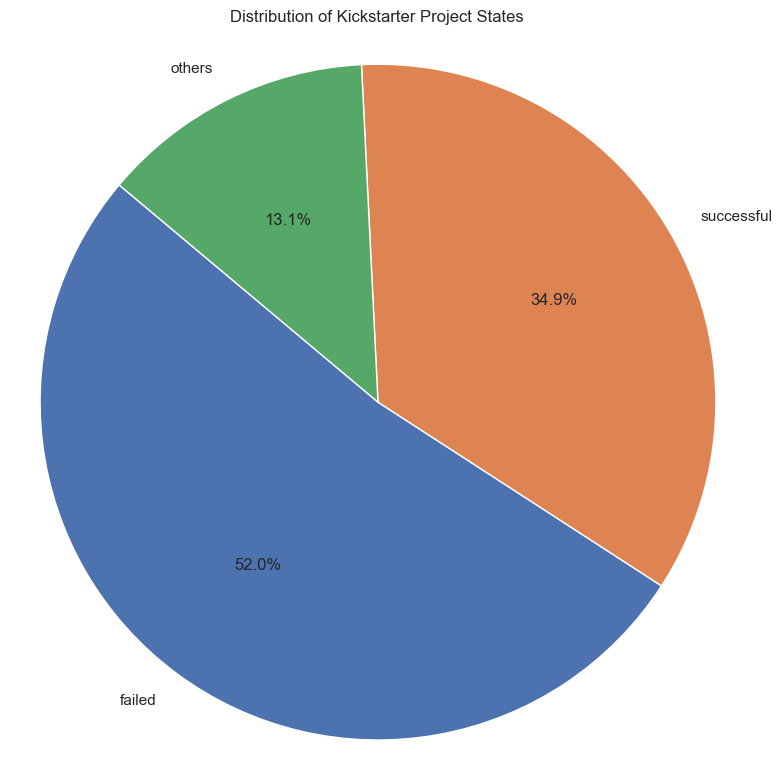 Distribution of Kickstarter Project States
others
successful
13.1%
34.9%
52.0%
failed